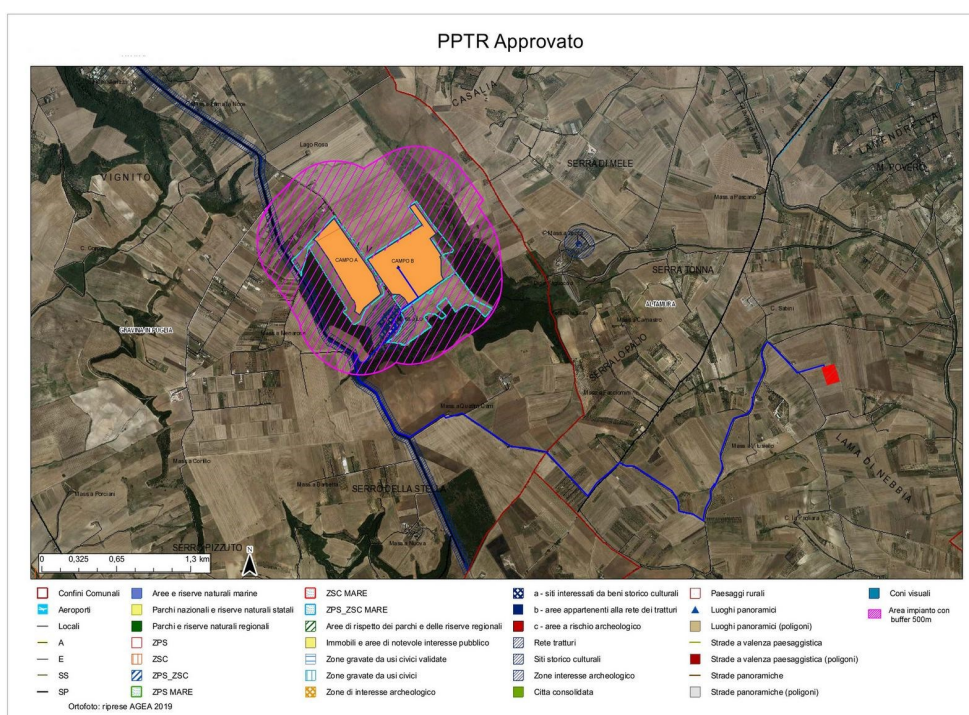 PPTR Approvato
CASALIA
Lago Rosa
VIGNITO
SERRA DI MELE
LAMENDRELLA
M. POVERO
CAMPO A
CAMPO B
SERRA TONNA
GRAVINA IN PUGLIA
ALTAMURA
C. Sabini
SERRA LO PALIO
LAMA DI NEBBIA
SERRO DELLA STELLA
SERRO PIZZUTO
0 0,325 0,65 1,3 km
N
Confini Comunali
Aeroporti
Locali
A
E
SS
SP
Aree e riserve naturali marine
Parchi nazionali e riserve naturali statali
Parchi e riserve naturali regionali
ZPS
ZSC
ZPS_ZSC
ZPS MARE
ZSC MARE
ZPS_ZSC MARE
Aree di rispetto dei parchi e delle riserve regionali
Immobili e aree di notevole interesse pubblico
Zone gravate da usi civici validate
Zone gravate da usi civici
Zone di interesse archeologico
a - siti interessati da beni storico culturali
b - aree appartenenti alla rete dei tratturi
c - aree a rischio archeologico
Rete tratturi
Siti storico culturali
Zone interesse archeologico
Citta consolidata
Paesaggi rurali
Luoghi panoramici
Luoghi panoramici (poligoni)
Strade a valenza paesaggistica
Strade a valenza paesaggistica (poligoni)
Strade panoramiche
Strade panoramiche (poligoni)
Coni visuali
Area impianto con
buffer 500m
Ortofoto: riprese AGEA 2019